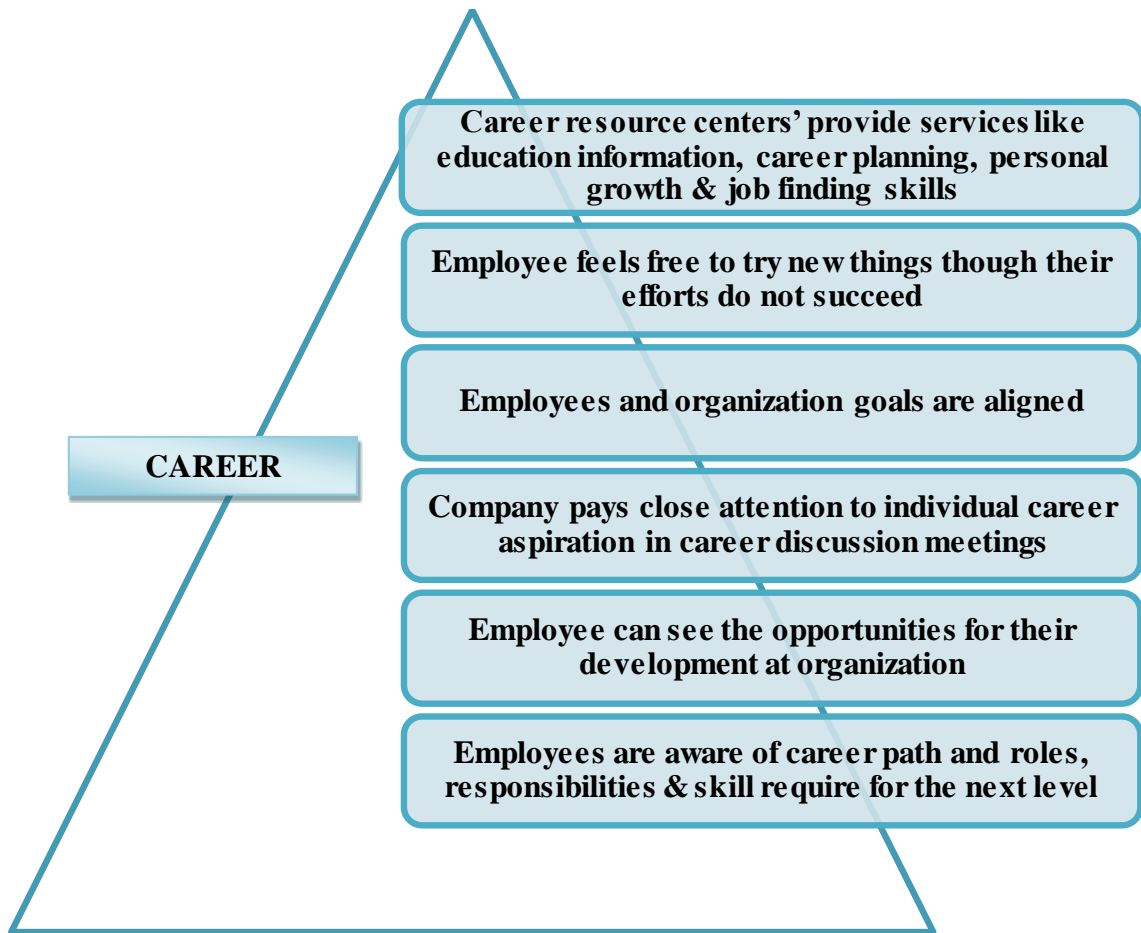 Career resource centers’ provide services like
education information, career planning, personal
growth & job finding skills
Employee feels free to try new things though their
efforts do not succeed
Employees and organization goals are aligned
CAREER
Company pays close attention to individual career
aspiration in career discussion meetings
Employee can see the opportunities for their
development at organization
Employees are aware of career path and roles,
responsibilities & skill require for the next level